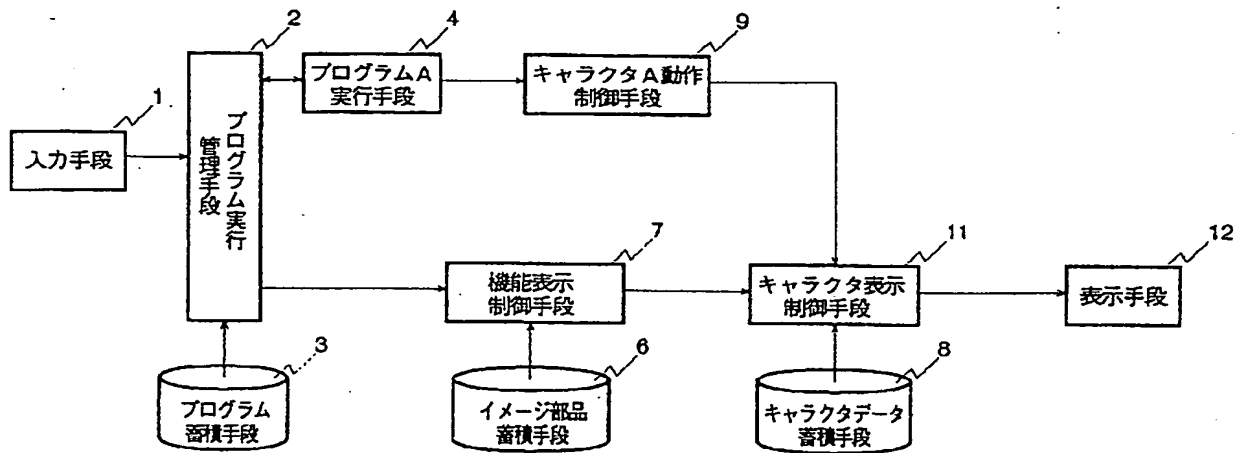 2
4
9
プログラムA
実行手段
キャラクタA動作
制御手段
1
入力手段
プログラム実行
管理手段
7
11
12
機能表示
制御手段
キャラクタ表示
制御手段
表示手段
3
6
8
プログラム
蓄積手段
イメージ部品
蓄積手段
キャラクタデータ
蓄積手段